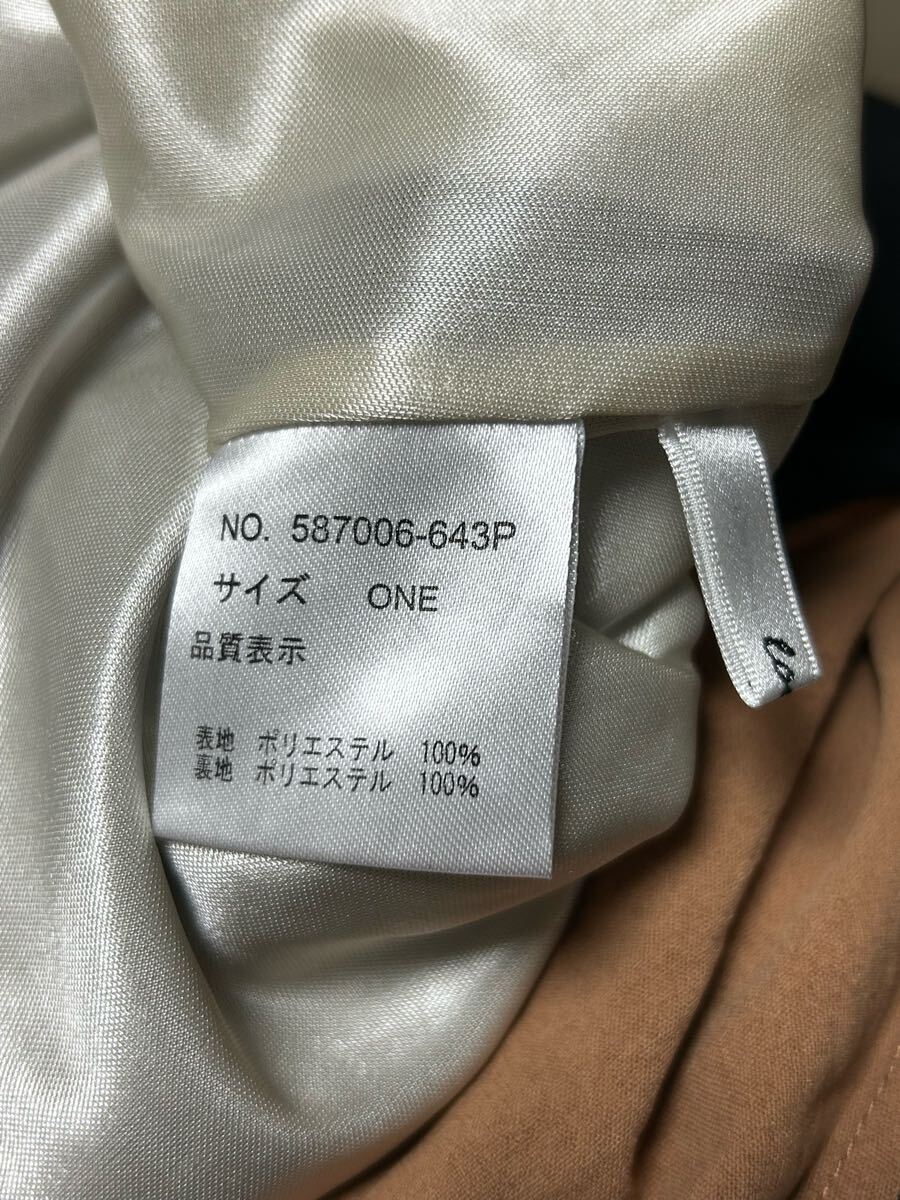 NO. 587006-643P
サイズ ONE
品質表示
表地 ポリエステル 100%
裏地 ポリエステル 100%